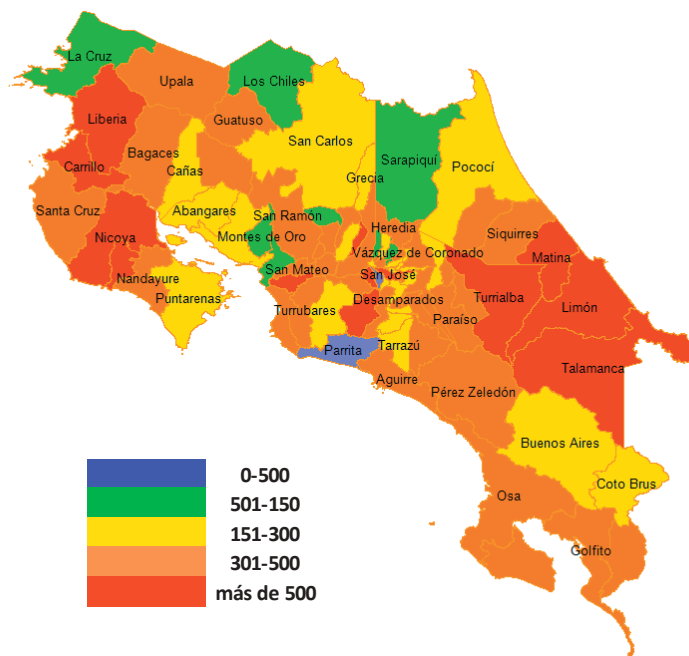 La Cruz
Upala
Los Chiles
Liberia
Guatuso
San Carlos
Bagaces
Sarapiquí
Carrillo
Cañas
Grecia
Pococí
Santa Cruz
Abangares
San Ramón
Nicoya
Montes de Oro
Heredia
Siquirres
Vázquez de Coronado
Matina
Nandayure
San Mateo
San José
Puntarenas
Turrubares
Desamparados
Turrialba
Limón
Paraíso
Parrita
Tarrazú
Talamanca
Aguirre
Pérez Zeledón
Buenos Aires
Coto Brus
Osa
Golfito
0-500
501-150
151-300
301-500
más de 500